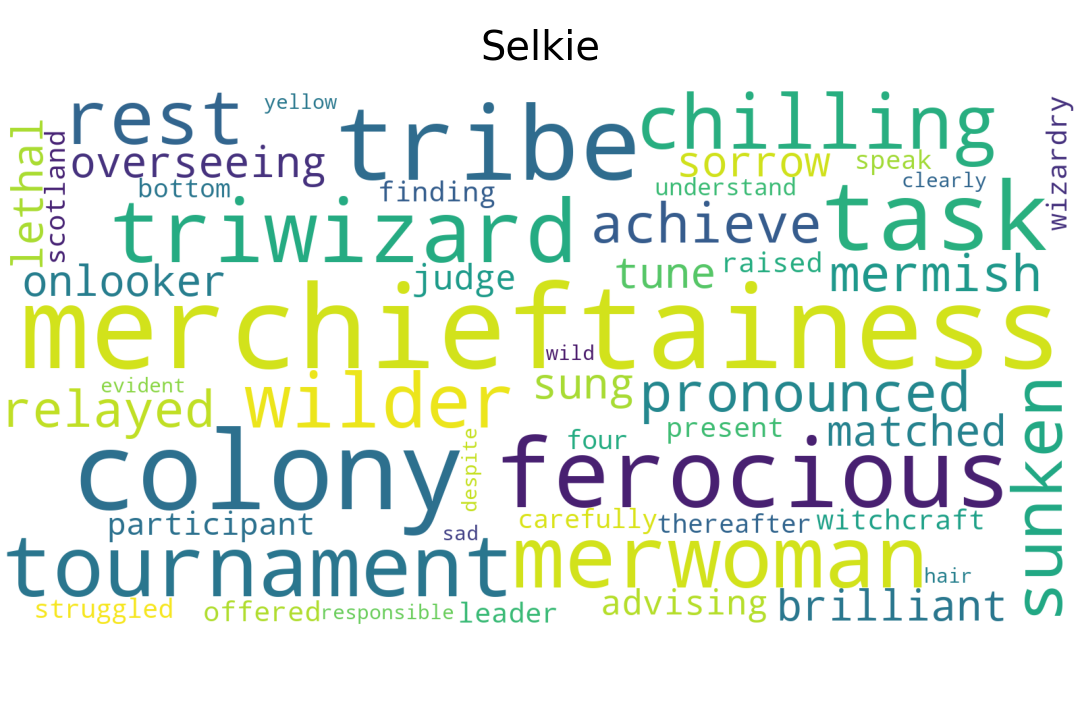 Selkie
rest yellow tribe chilling wizardry
lethal scotland overseeing sorrow speak
bottom finding understand clearly
triwizard achieve task
onlooker judge tune raised mermish
merchieftainess
wild
evident sung pronounced
relayed wilder sunken
colony despite four present matched
ferocious
participant sad carefully thereafter witchcraft
tournament merwoman hair
struggled offered responsible leader advising brilliant